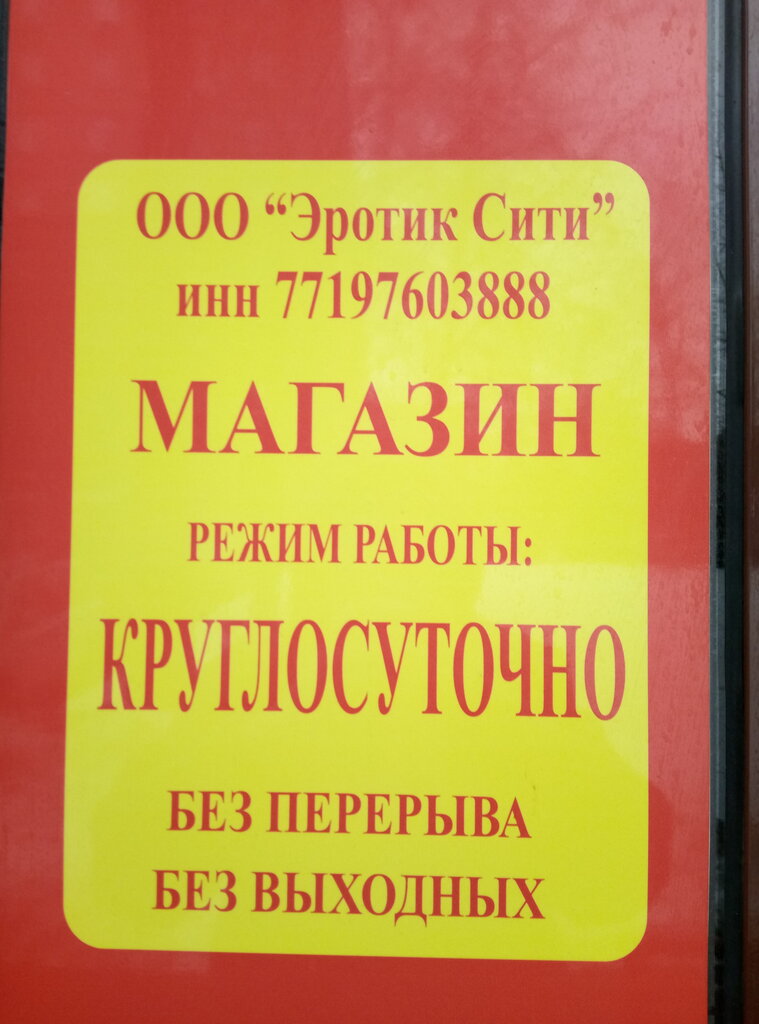 ООО “Эротик Сити”
инн 77197603888
МАГАЗИН
РЕЖИМ РАБОТЫ:
КРУГЛОСУТОЧНО
БЕЗ ПЕРЕРЫВА
БЕЗ ВЫХОДНЫХ